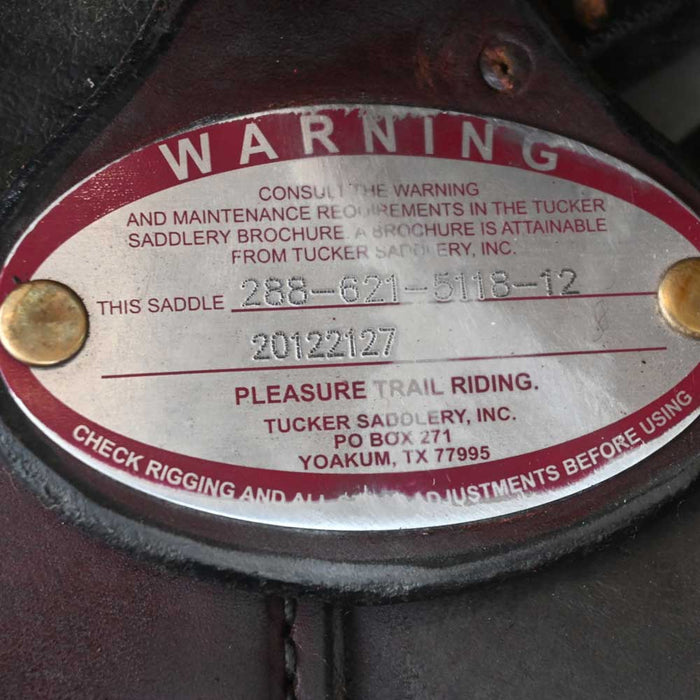 WARNING
CONSULT THE WARNING
AND MAINTENANCE REQUIREMENTS IN THE TUCKER
SADDLERY BROCHURE. A BROCHURE IS ATTAINABLE
FROM TUCKER SADDLERY, INC.
THIS SADDLE 288-621-5118-12
20122127
PLEASURE TRAIL RIDING.
TUCKER SADDLERY, INC.
PO BOX 271
YOAKUM, TX 77995
CHECK RIGGING AND ALL ADJUSTMENTS BEFORE USING